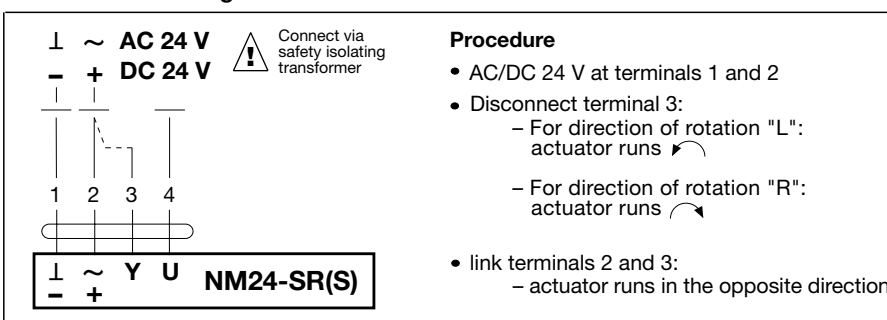 ⊥ ~ AC 24 V
– + DC 24 V
! Connect via
safety isolating
transformer
1 2 3 4
⊥ ~ Y U
– +
NM24-SR(S)
Procedure
• AC/DC 24 V at terminals 1 and 2
• Disconnect terminal 3:
– For direction of rotation "L":
actuator runs
– For direction of rotation "R":
actuator runs
• link terminals 2 and 3:
– actuator runs in the opposite direction